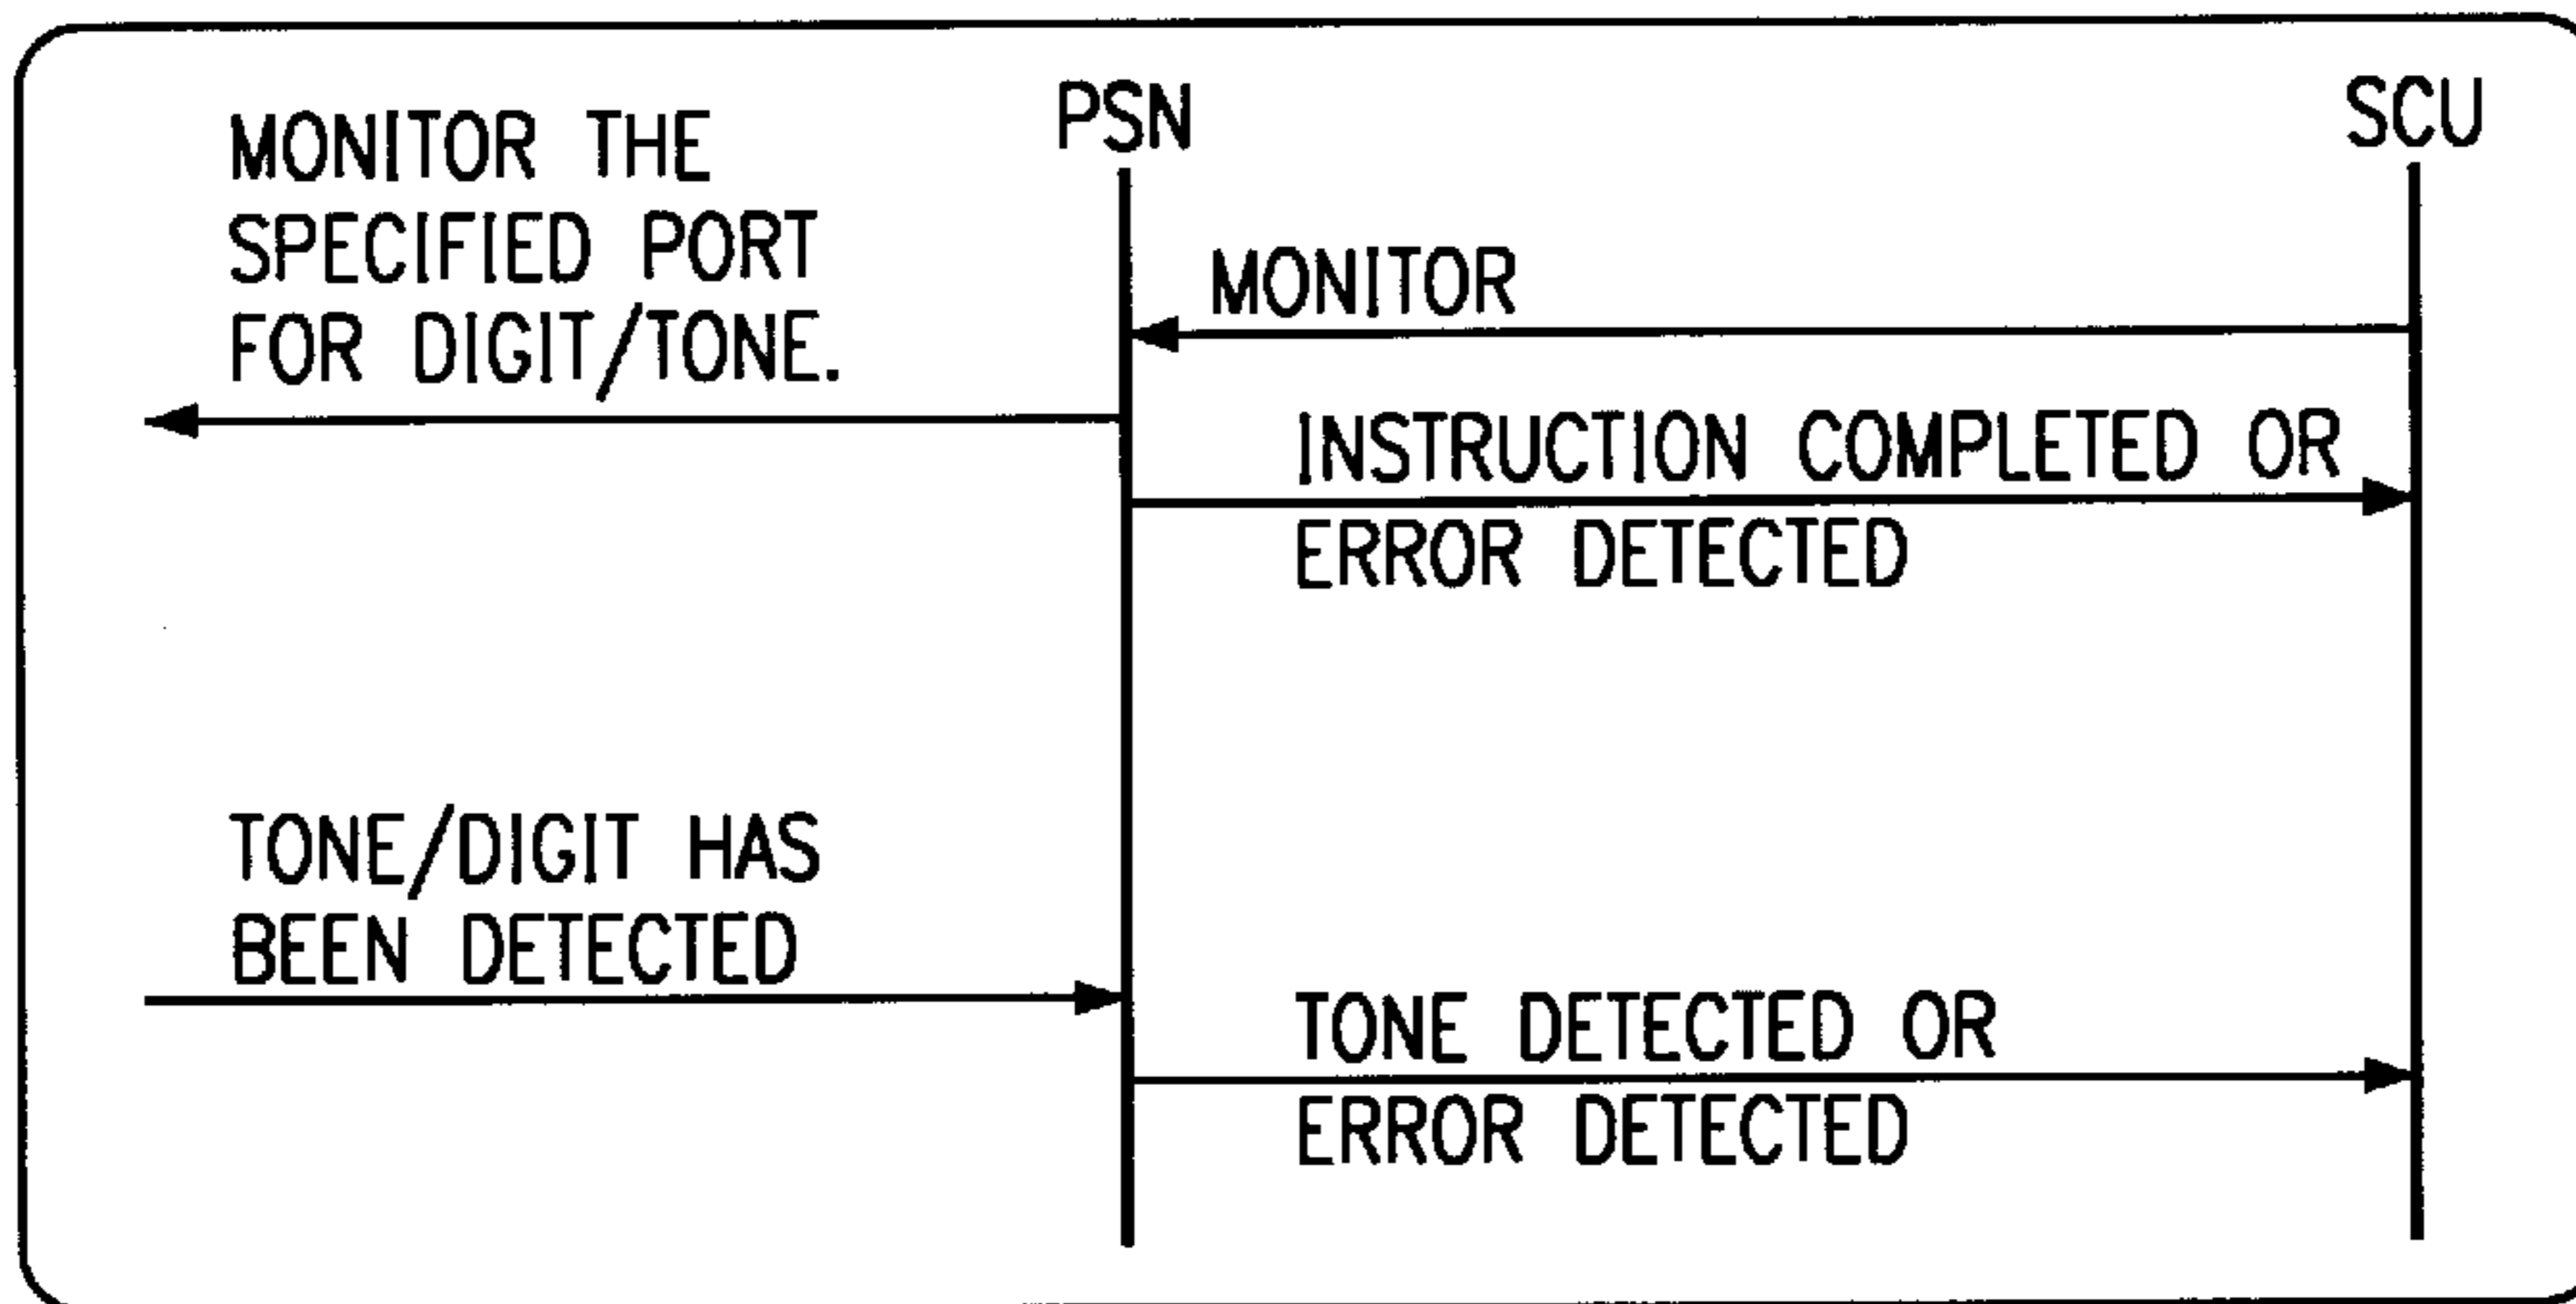 PSN
SCU
MONITOR THE
SPECIFIED PORT
FOR DIGIT/TONE.
MONITOR
INSTRUCTION COMPLETED OR
ERROR DETECTED
TONE/DIGIT HAS
BEEN DETECTED
TONE DETECTED OR
ERROR DETECTED